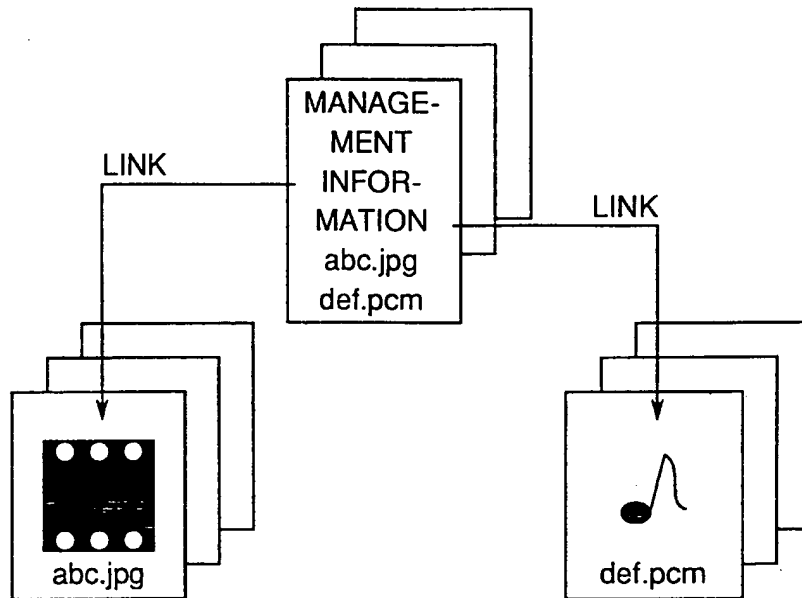 MANAGE-
MENT
INFOR-
MATION
abc.jpg
def.pcm
LINK
LINK
abc.jpg
def.pcm